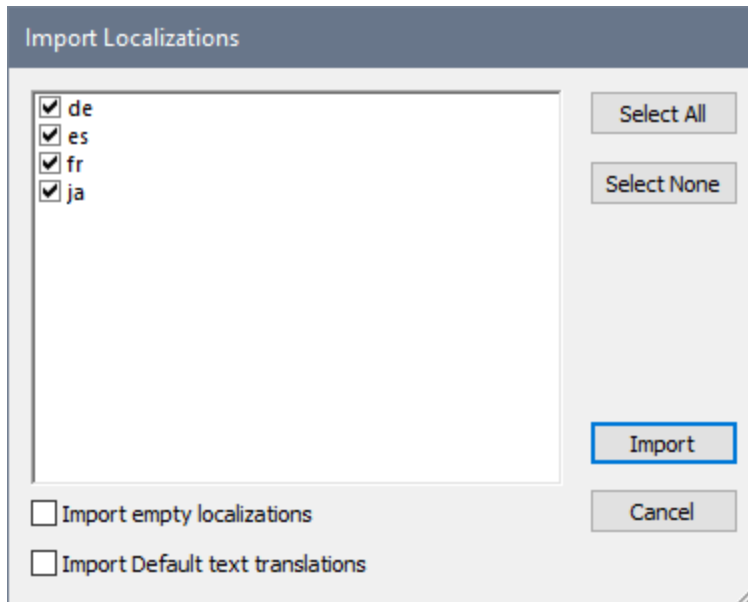 Import Localizations
de
es
fr
ja
Select All
Select None
Import
Cancel
Import empty localizations
Import Default text translations